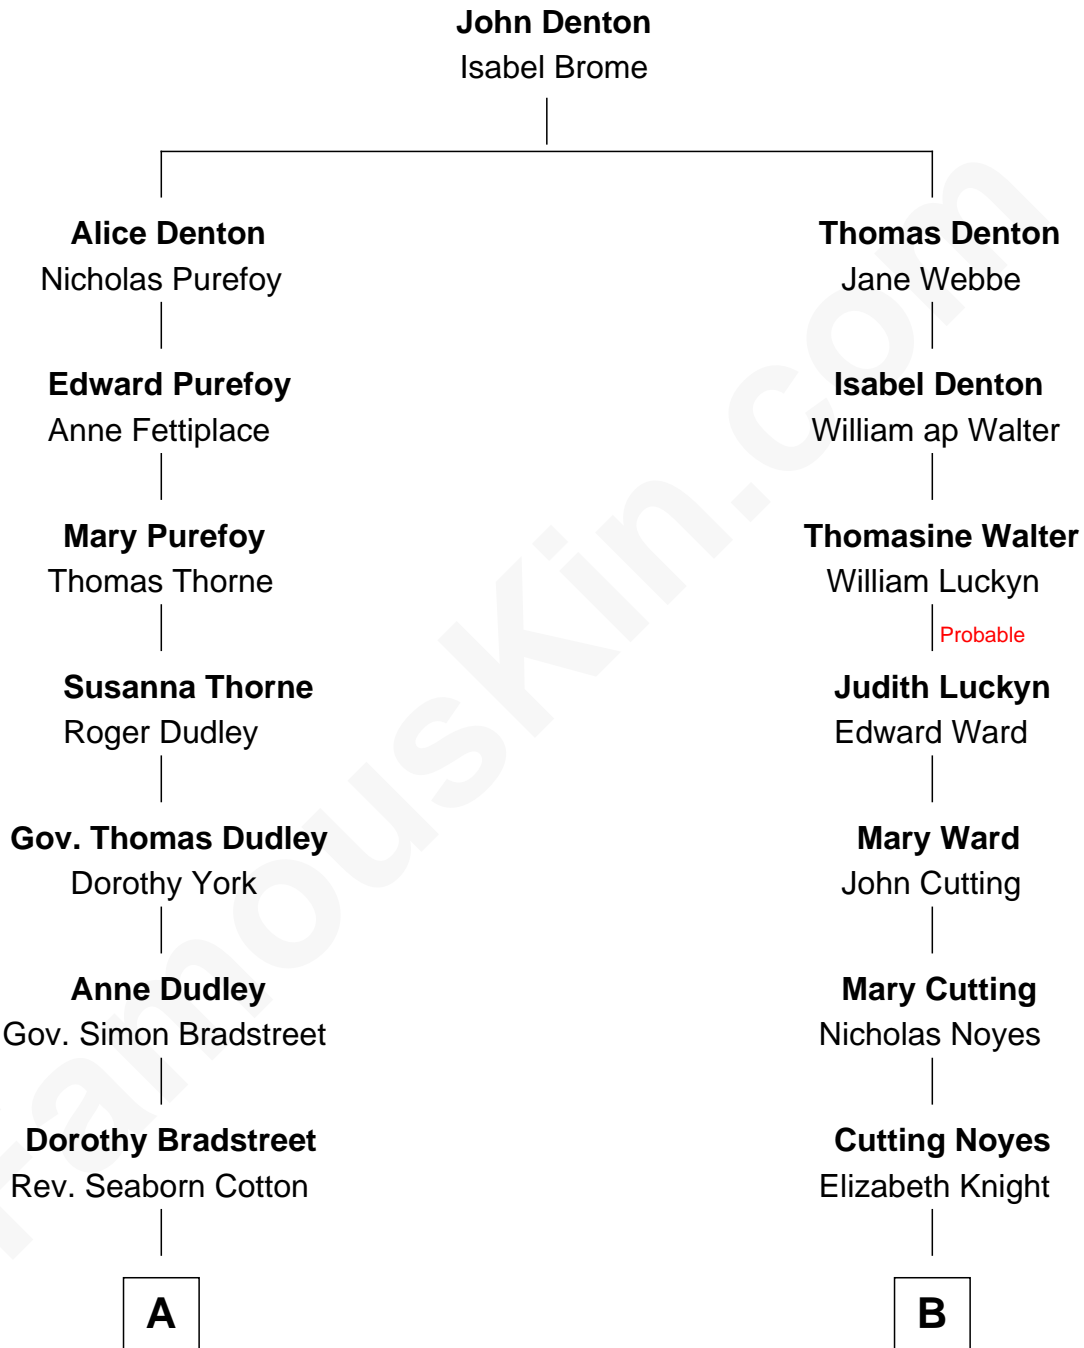 John Denton
Isabel Brome
Alice Denton
Nicholas Purefoy
Thomas Denton
Jane Webbe
Edward Purefoy
Anne Fettiplace
Isabel Denton
William ap Walter
Mary Purefoy
Thomas Thorne
Thomasine Walter
William Luckyn
Probable
Susanna Thorne
Roger Dudley
Judith Luckyn
Edward Ward
Gov. Thomas Dudley
Dorothy York
Mary Ward
John Cutting
Anne Dudley
Gov. Simon Bradstreet
Mary Cutting
Nicholas Noyes
Dorothy Bradstreet
Rev. Seaborn Cotton
Cutting Noyes
Elizabeth Knight
A
B
FamousKin.com